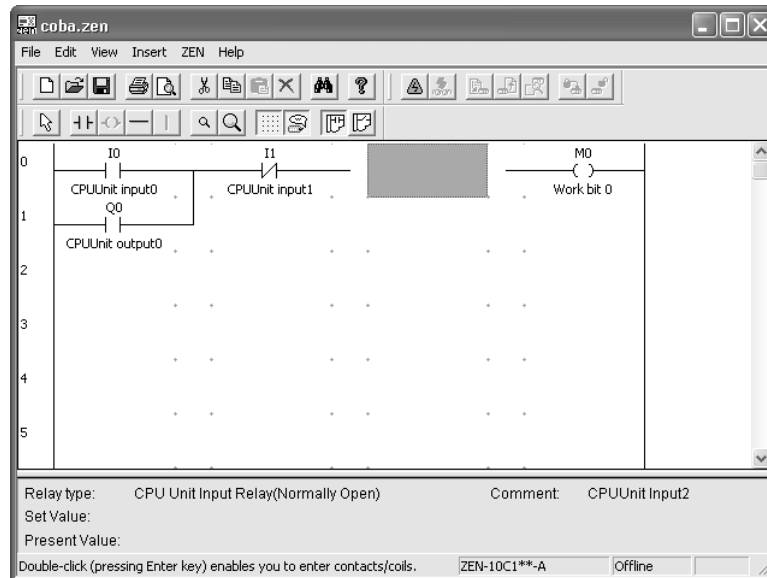 coba.zen
File Edit View Insert ZEN Help
0 I0 I1 M0
CPUUnit input0 CPUUnit input1 Work bit 0
1 Q0
CPUUnit output0
2
3
4
5
Relay type: CPU Unit Input Relay(Normally Open) Comment: CPUUnit Input2
Set Value:
Present Value:
Double-click (pressing Enter key) enables you to enter contacts/coils. ZEN-10C1**-A Offline